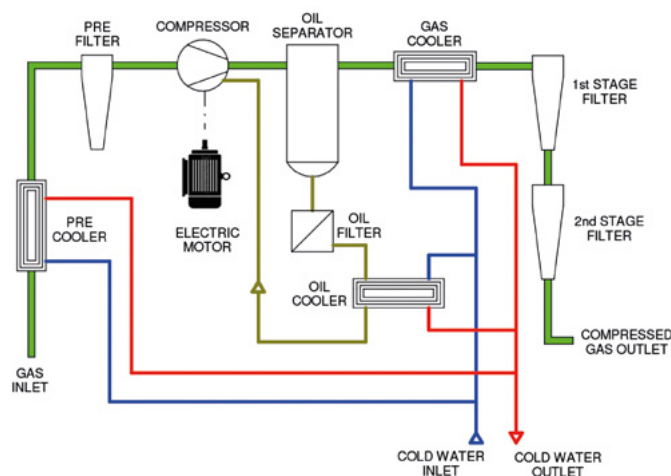 PRE
FILTER
COMPRESSOR
OIL
SEPARATOR
GAS
COOLER
1st STAGE
FILTER
PRE
COOLER
ELECTRIC
MOTOR
OIL
FILTER
2nd STAGE
FILTER
OIL
COOLER
GAS
INLET
COMPRESSED
GAS OUTLET
COLD WATER
INLET
COLD WATER
OUTLET